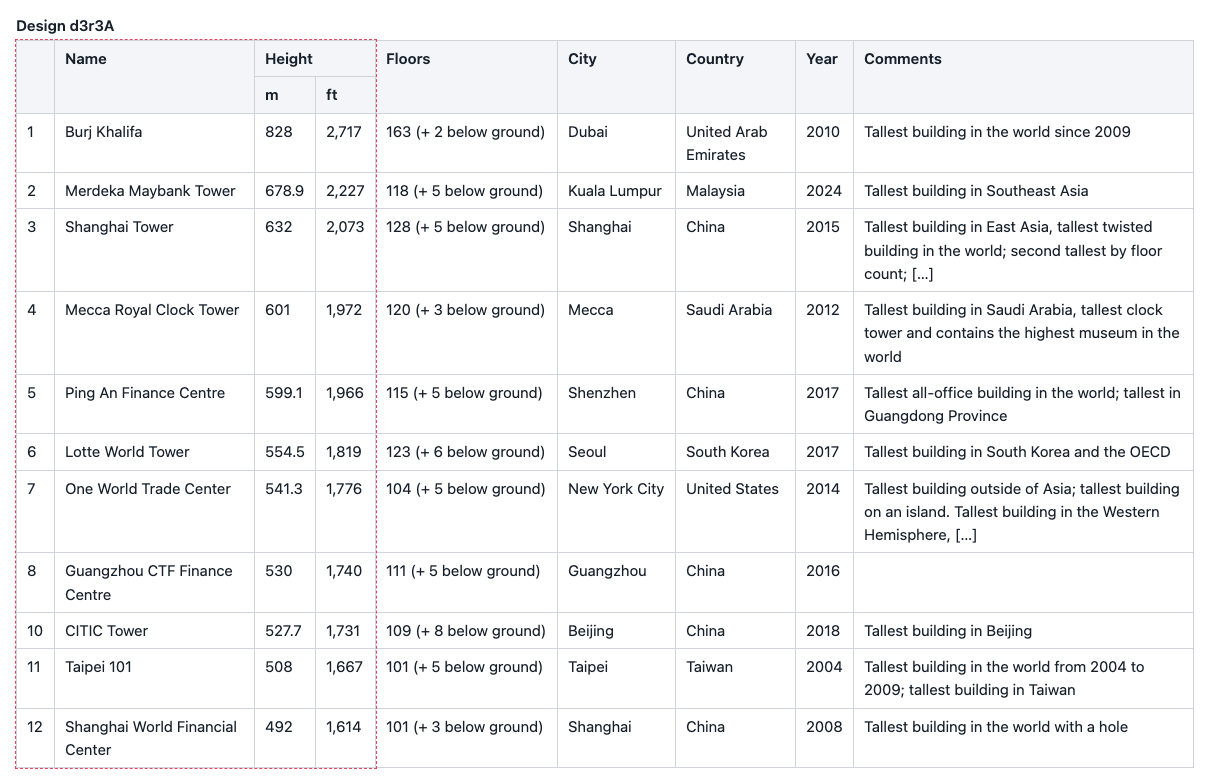 Design d3r3A
Name Height Floors City Country Year Comments
m ft
1 Burj Khalifa 828 2,717 163 (+ 2 below ground) Dubai United Arab 2010 Tallest building in the world since 2009
Emirates
2 Merdeka Maybank Tower 678.9 2,227 118 (+ 5 below ground) Kuala Lumpur Malaysia 2024 Tallest building in Southeast Asia
3 Shanghai Tower 632 2,073 128 (+ 5 below ground) Shanghai China 2015 Tallest building in East Asia, tallest twisted
building in the world; second tallest by floor
count; [...]
4 Mecca Royal Clock Tower 601 1,972 120 (+ 3 below ground) Mecca Saudi Arabia 2012 Tallest building in Saudi Arabia, tallest clock
tower and contains the highest museum in the
world
5 Ping An Finance Centre 599.1 1,966 115 (+ 5 below ground) Shenzhen China 2017 Tallest all-office building in the world; tallest in
Guangdong Province
6 Lotte World Tower 554.5 1,819 123 (+ 6 below ground) Seoul South Korea 2017 Tallest building in South Korea and the OECD
7 One World Trade Center 541.3 1,776 104 (+ 5 below ground) New York City United States 2014 Tallest building outside of Asia; tallest building
on an island. Tallest building in the Western
Hemisphere, [...]
8 Guangzhou CTF Finance 530 1,740 111 (+ 5 below ground) Guangzhou China 2016
Centre
10 CITIC Tower 527.7 1,731 109 (+ 8 below ground) Beijing China 2018 Tallest building in Beijing
11 Taipei 101 508 1,667 101 (+ 5 below ground) Taipei Taiwan 2004 Tallest building in the world from 2004 to
2009; tallest building in Taiwan
12 Shanghai World Financial 492 1,614 101 (+ 3 below ground) Shanghai China 2008 Tallest building in the world with a hole
Center